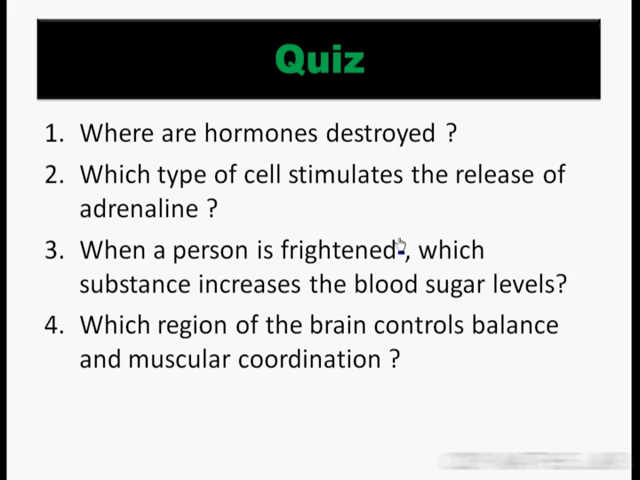 Quiz
1. Where are hormones destroyed ?
2. Which type of cell stimulates the release of
adrenaline ?
3. When a person is frightened , which
substance increases the blood sugar levels?
4. Which region of the brain controls balance
and muscular coordination ?